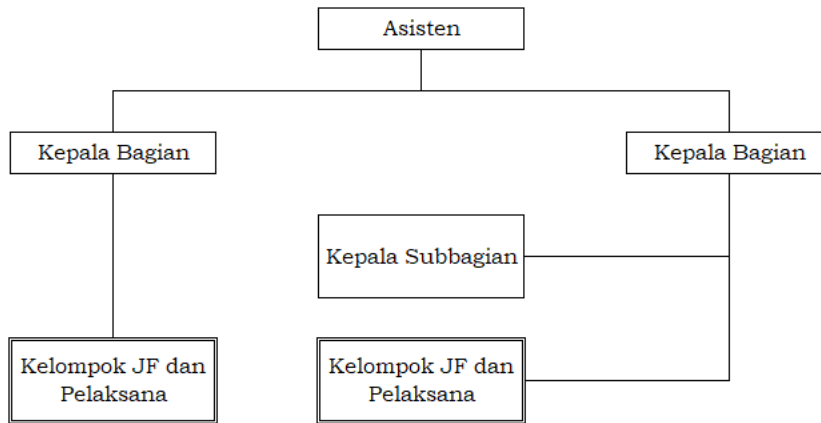 Asisten
Kepala Bagian
Kepala Bagian
Kepala Subbagian
Kelompok JF dan
Pelaksana
Kelompok JF dan
Pelaksana